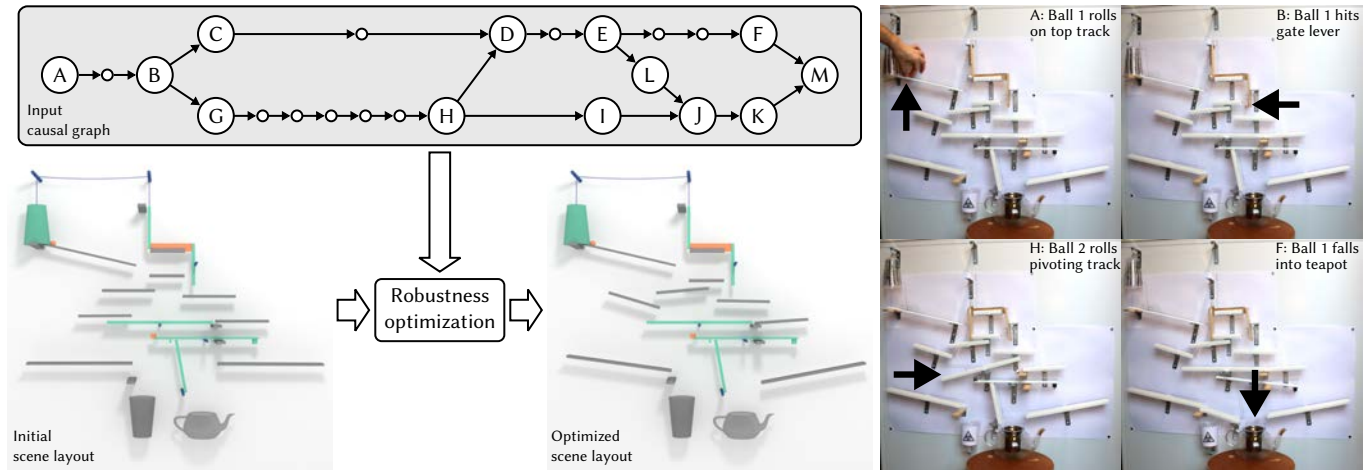 C
D
E
F
A
B
L
M
G
H
I
J
K
Input
causal graph
Robustness
optimization
Initial
scene layout
Optimized
scene layout
A: Ball 1 rolls
on top track
B: Ball 1 hits
gate lever
H: Ball 2 rolls
pivoting track
F: Ball 1 falls
into teapot